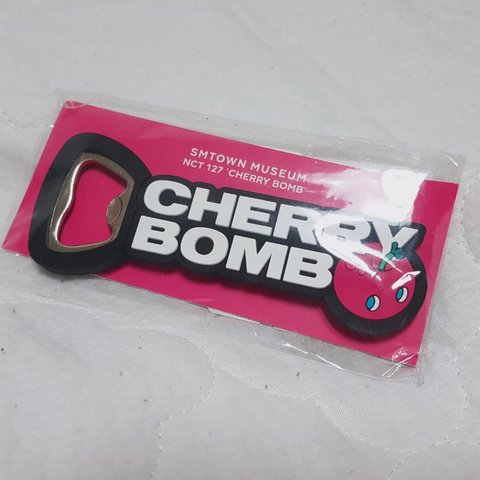 SMTOWN MUSEUM
NCT 127 'CHERRY BOMB'
CHERRY
BOMB